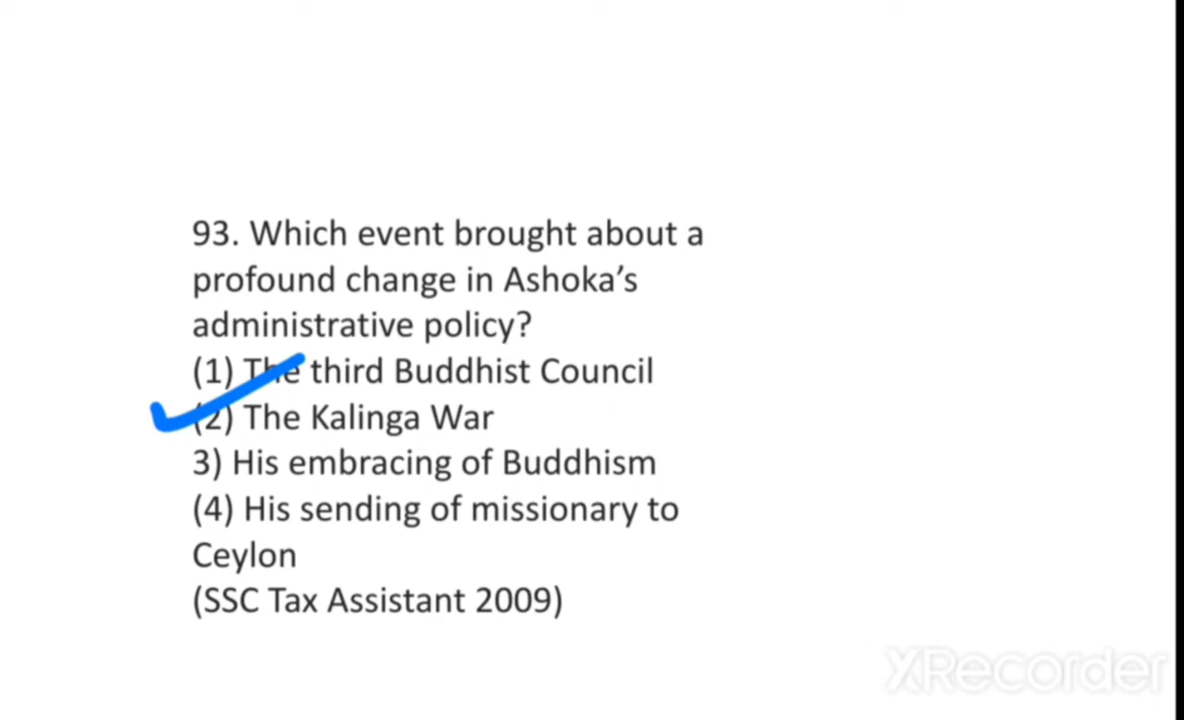 93. Which event brought about a
profound change in Ashoka’s
administrative policy?
(1) The third Buddhist Council
(2) The Kalinga War
3) His embracing of Buddhism
(4) His sending of missionary to
Ceylon
(SSC Tax Assistant 2009)
XRecorder